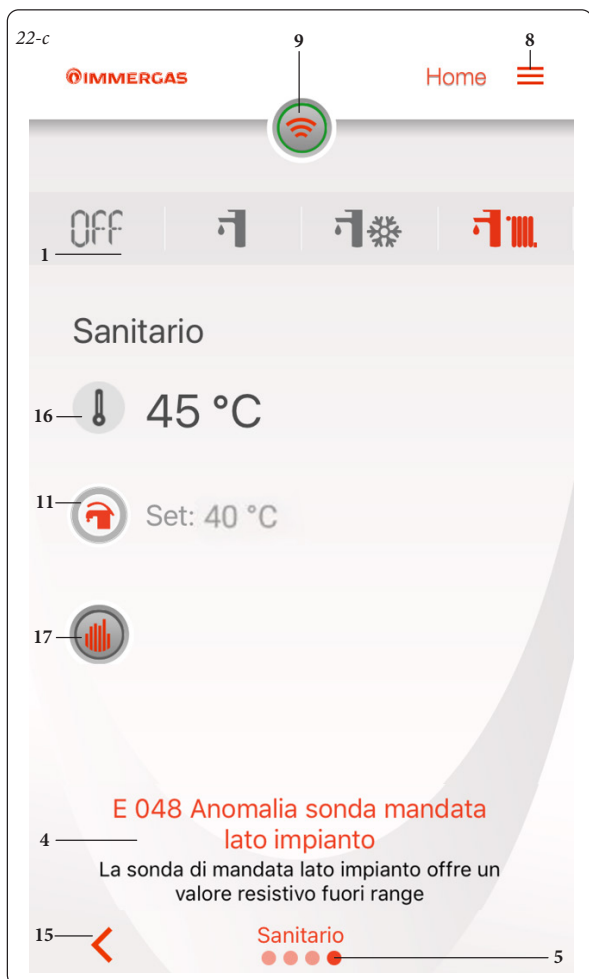 22-c
9
8
IMMERGAS
Home
OFF
1
Sanitario
16
45 °C
11
Set: 40 °C
17
E 048 Anomalia sonda mandata
lato impianto
4
La sonda di mandata lato impianto offre un
valore resistivo fuori range
15
Sanitario
5